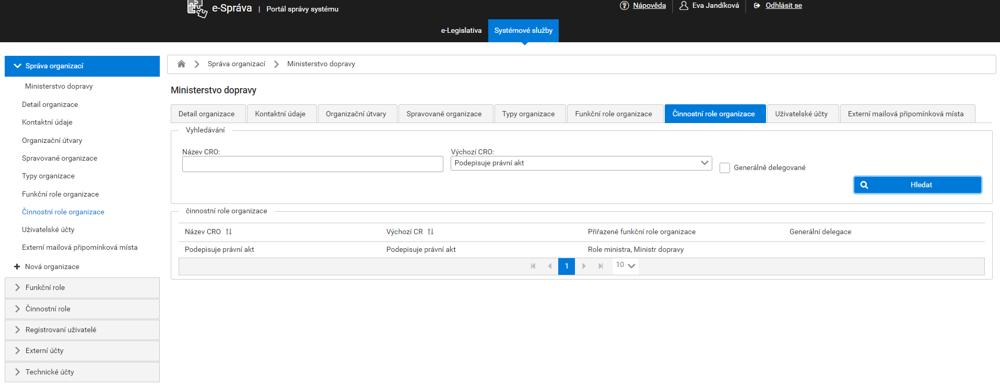 e-Správa | Portál správy systému
Nápověda
Eva Jandíková
Odhlásit se
e-Legislativa
Systémové služby
Správa organizací
Ministerstvo dopravy
Detail organizace
Kontaktní údaje
Organizační útvary
Spravované organizace
Typy organizace
Funkční role organizace
Činnostní role organizace
Uživatelské účty
Externí mailová připomínková místa
Nová organizace
Funkční role
Činnostní role
Registrovaní uživatelé
Externí účty
Technické účty
Správa organizací
Ministerstvo dopravy
Ministerstvo dopravy
Detail organizace
Kontaktní údaje
Organizační útvary
Spravované organizace
Typy organizace
Funkční role organizace
Činnostní role organizace
Uživatelské účty
Externí mailová připomínková místa
Vyhledávání
Název CRO:
Výchozí CRO:
Podepisuje právní akt
Generálně delegované
Hledat
činnostní role organizace
Název CRO
Výchozí CR
Přiřazené funkční role organizace
Generální delegace
Podepisuje právní akt
Podepisuje právní akt
Role ministra, Ministr dopravy
1
10